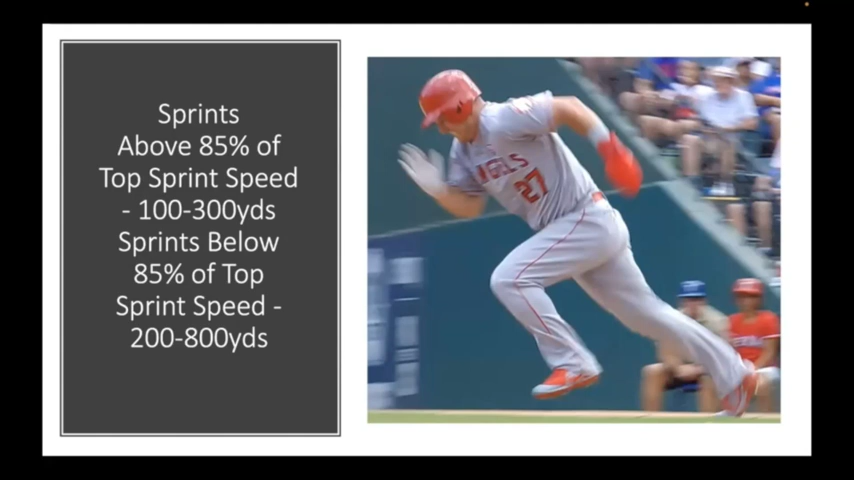 Sprints
Above 85% of
Top Sprint Speed
- 100-300yds
Sprints Below
85% of Top
Sprint Speed -
200-800yds
ANGELS
27